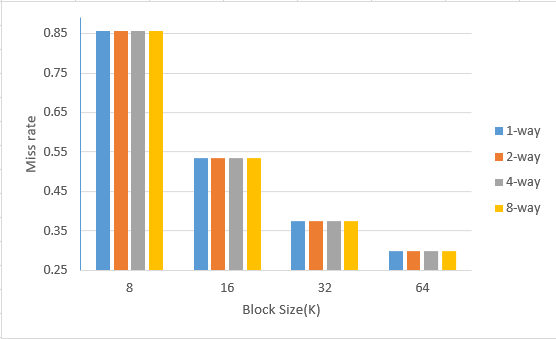 0.85
0.75
0.65
0.55
0.45
0.35
0.25
Miss rate
8 16 32 64
Block Size(K)
1-way
2-way
4-way
8-way